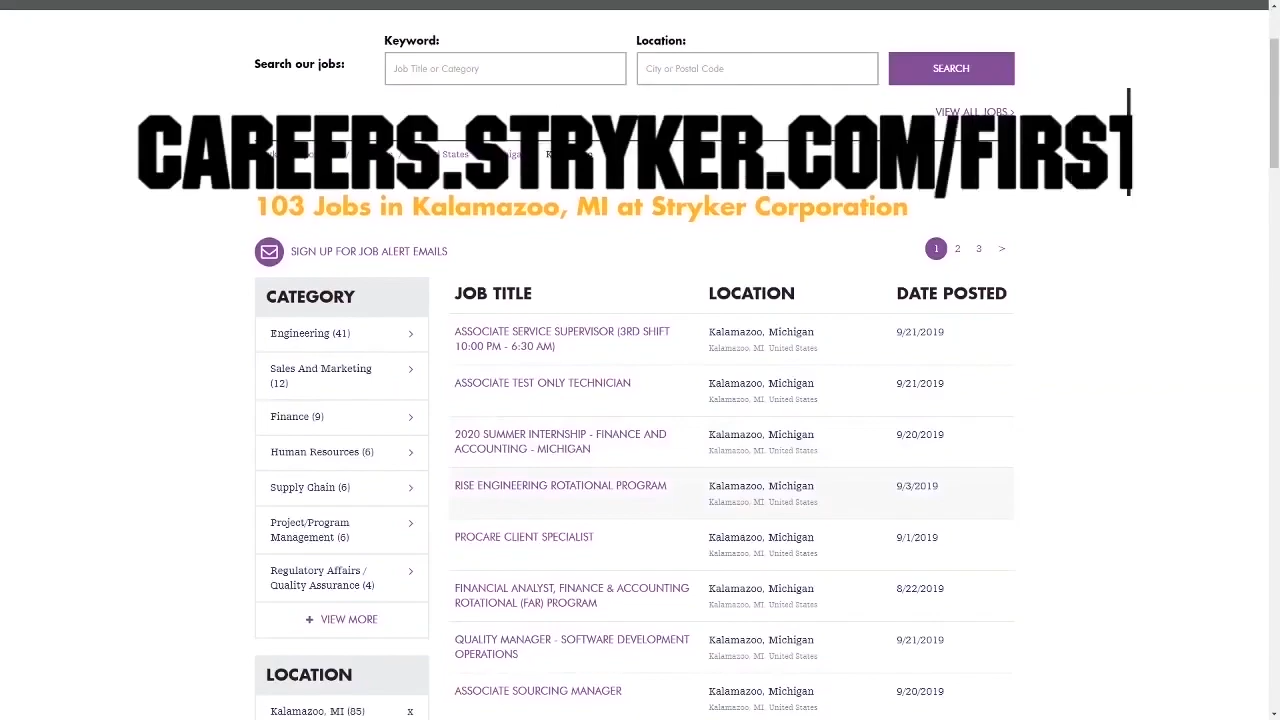 Keyword:
Location:
Search our jobs:
Job Title or Category
City or Postal Code
SEARCH
VIEW ALL JOBS >
CAREERS.STRYKER.COM/FIRST
103 Jobs in Kalamazoo, MI at Stryker Corporation
SIGN UP FOR JOB ALERT EMAILS
1 2 3 >
CATEGORY
Engineering (41)
Sales And Marketing
(12)
Finance (9)
Human Resources (6)
Supply Chain (6)
Project/Program
Management (6)
Regulatory Affairs /
Quality Assurance (4)
+ VIEW MORE
LOCATION
Kalamazoo, MI (85) x
JOB TITLE LOCATION DATE POSTED
ASSOCIATE SERVICE SUPERVISOR (3RD SHIFT
10:00 PM - 6:30 AM)
Kalamazoo, Michigan
Kalamazoo, MI, United States
9/21/2019
ASSOCIATE TEST ONLY TECHNICIAN
Kalamazoo, Michigan
Kalamazoo, MI, United States
9/21/2019
2020 SUMMER INTERNSHIP - FINANCE AND
ACCOUNTING - MICHIGAN
Kalamazoo, Michigan
Kalamazoo, MI, United States
9/20/2019
RISE ENGINEERING ROTATIONAL PROGRAM
Kalamazoo, Michigan
Kalamazoo, MI, United States
9/3/2019
PROCARE CLIENT SPECIALIST
Kalamazoo, Michigan
Kalamazoo, MI, United States
9/1/2019
FINANCIAL ANALYST, FINANCE & ACCOUNTING
ROTATIONAL (FAR) PROGRAM
Kalamazoo, Michigan
Kalamazoo, MI, United States
8/22/2019
QUALITY MANAGER - SOFTWARE DEVELOPMENT
OPERATIONS
Kalamazoo, Michigan
Kalamazoo, MI, United States
9/21/2019
ASSOCIATE SOURCING MANAGER
Kalamazoo, Michigan
Kalamazoo, MI, United States
9/20/2019